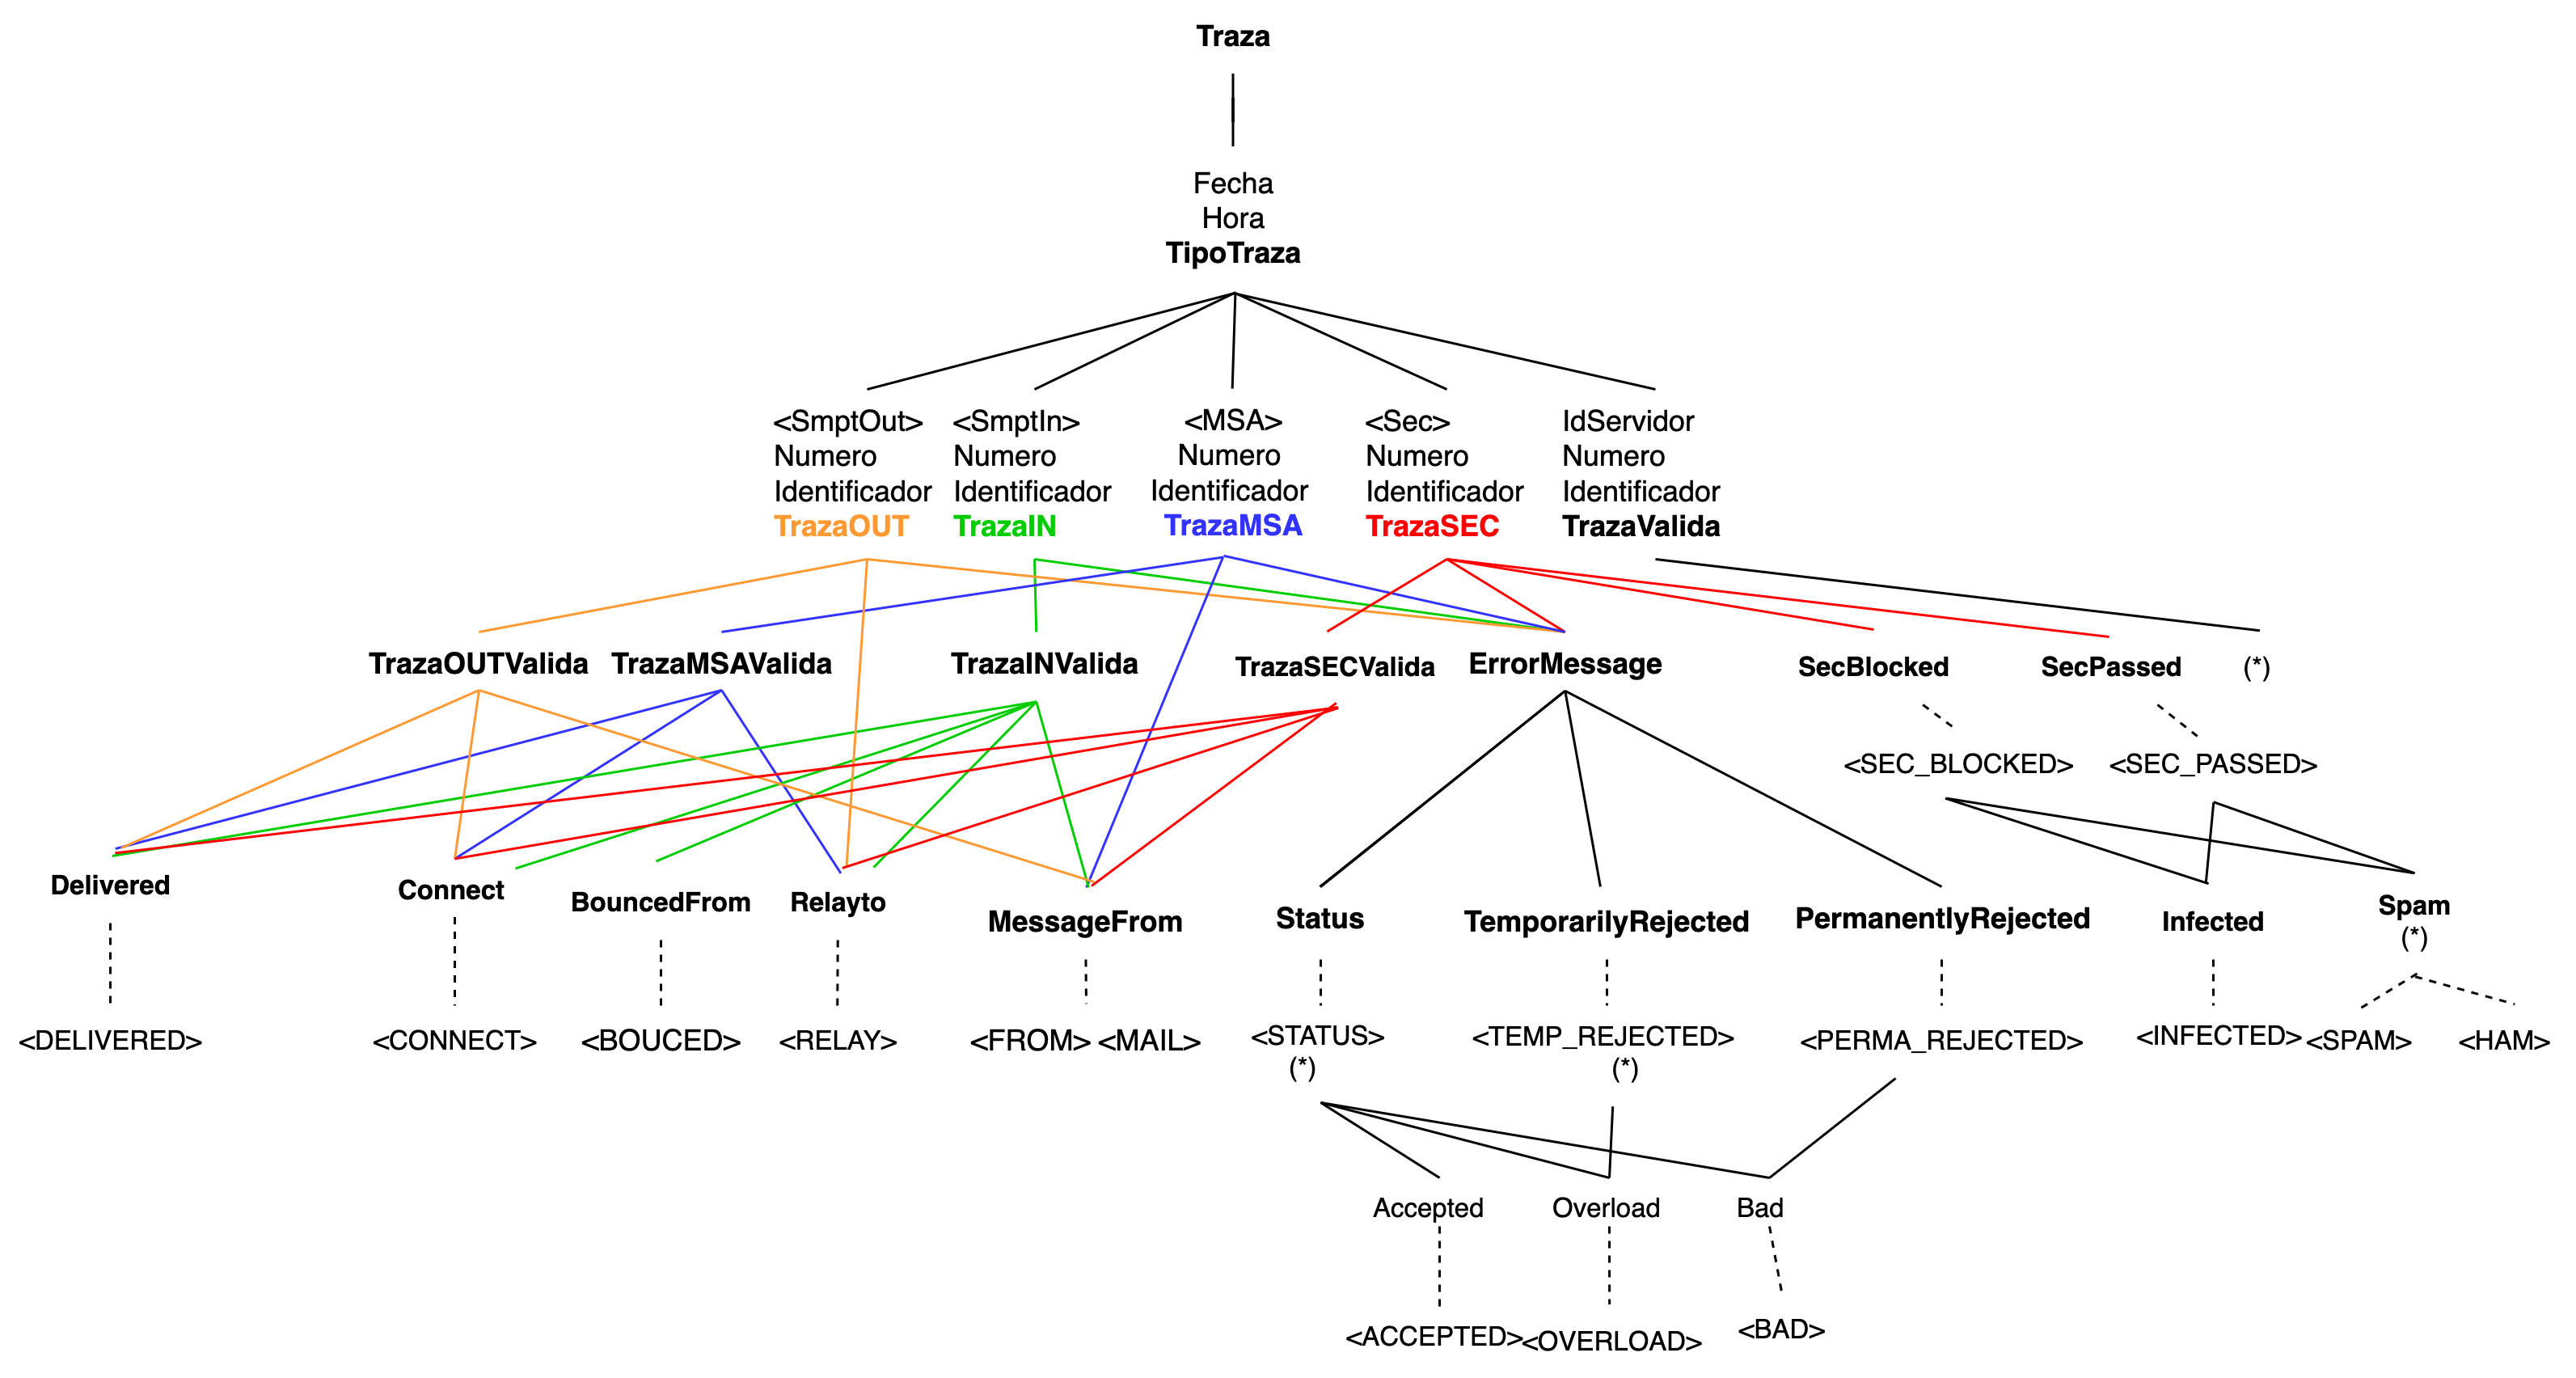 Traza
Fecha
Hora
TipoTraza
<SmptOut>
Numero
Identificador
TrazaOUT
<SmptIn>
Numero
Identificador
TrazaIN
<MSA>
Numero
Identificador
TrazaMSA
<Sec>
Numero
Identificador
TrazaSEC
IdServidor
Numero
Identificador
TrazaValida
TrazaOUTValida
TrazaMSAValida
TrazaINValida
TrazaSECValida
ErrorMessage
SecBlocked
SecPassed
(*)
<SEC_BLOCKED>
<SEC_PASSED>
Delivered
Connect
BouncedFrom
Relayto
MessageFrom
Status
TemporarilyRejected
PermanentlyRejected
Infected
Spam
(*)
<DELIVERED>
<CONNECT>
<BOUCED>
<RELAY>
<FROM> <MAIL>
<STATUS>
(*)
<TEMP_REJECTED>
(*)
<PERMA_REJECTED>
<INFECTED>
<SPAM>
<HAM>
Accepted
Overload
Bad
<ACCEPTED>
<OVERLOAD>
<BAD>